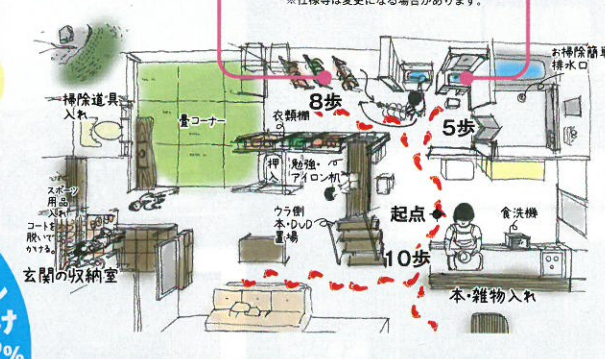 ※仕様等は変更になる場合があります。
お掃除簡単
排水口
掃除道具
入れ
畳コーナー
衣類棚
8歩
5歩
押入
勉強・
アイロン机
スポーツ
用品
入れ
コートを
脱いで
かける。
ウラ側
本・DVD
置場
起点
食洗機
10歩
玄関の収納室
本・雑物入れ
け
%